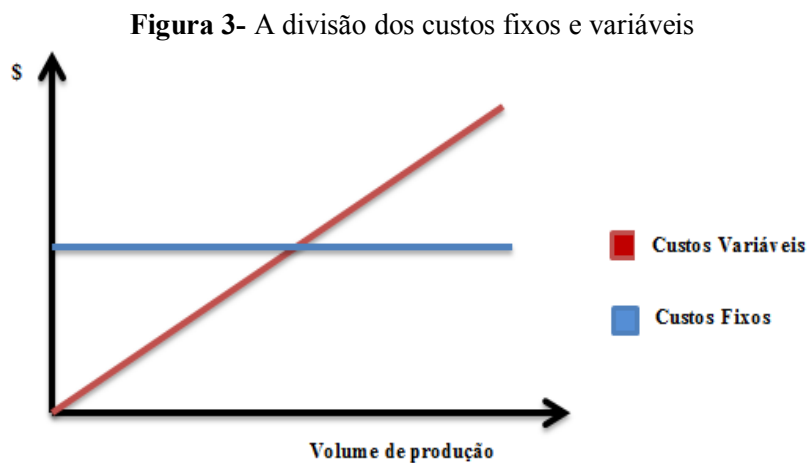 Figura 3- A divisão dos custos fixos e variáveis
$
Custos Variáveis
Custos Fixos
Volume de produção